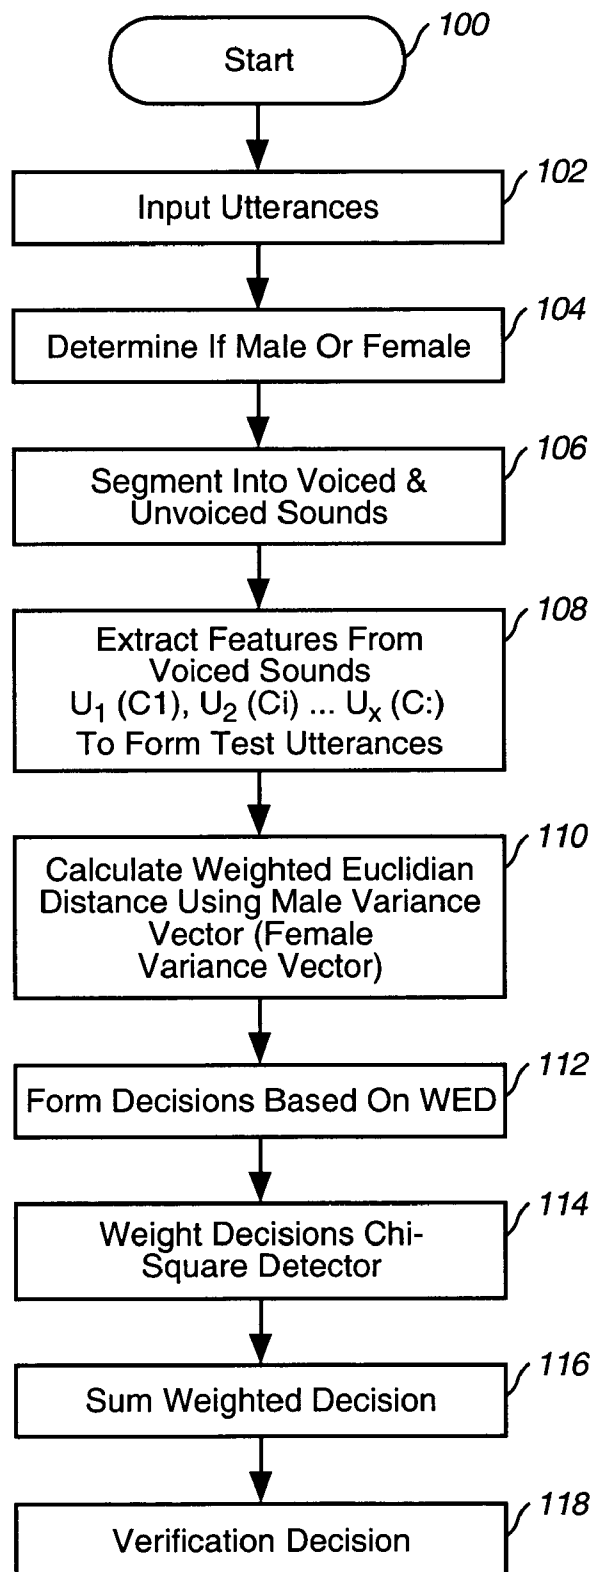 100
Start
102
Input Utterances
104
Determine If Male Or Female
106
Segment Into Voiced &
Unvoiced Sounds
108
Extract Features From
Voiced Sounds
U₁ (C1), U₂ (Ci) ... Uₓ (C:)
To Form Test Utterances
110
Calculate Weighted Euclidian
Distance Using Male Variance
Vector (Female
Variance Vector)
112
Form Decisions Based On WED
114
Weight Decisions Chi-
Square Detector
116
Sum Weighted Decision
118
Verification Decision